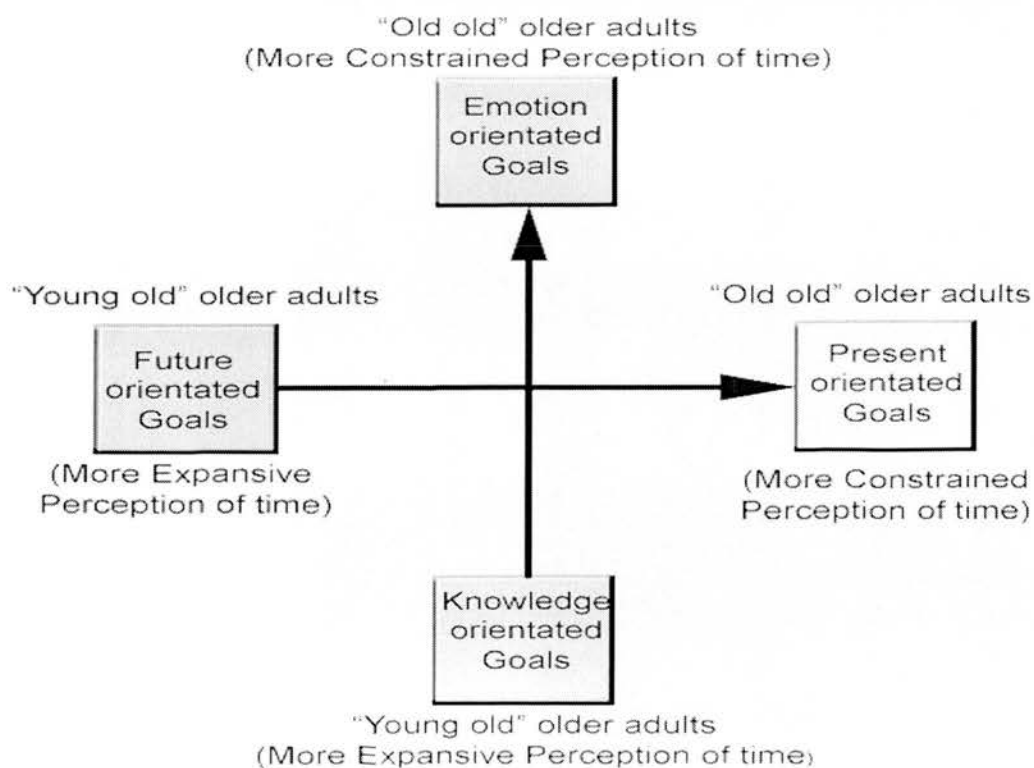 “Old old” older adults
(More Constrained Perception of time)
Emotion
orientated
Goals
“Young old” older adults
Future
orientated
Goals
(More Expansive
Perception of time)
“Old old” older adults
Present
orientated
Goals
(More Constrained
Perception of time)
Knowledge
orientated
Goals
“Young old” older adults
(More Expansive Perception of time)